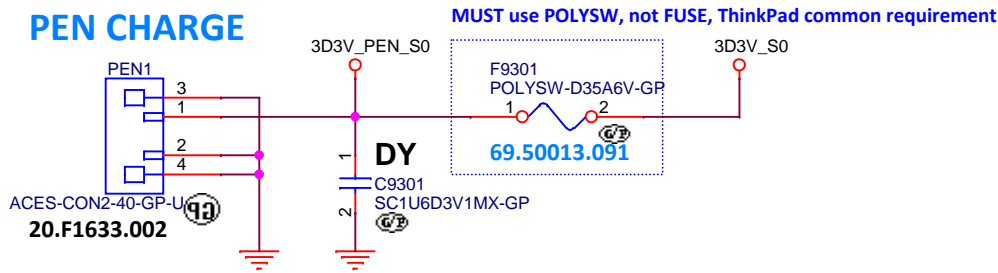 PEN CHARGE
MUST use POLYSW, not FUSE, ThinkPad common requirement
3D3V_PEN_S0
3D3V_S0
PEN1
F9301
POLYSW-D35A6V-GP
3
1
1
2
69.50013.091
2
4
1
DY
C9301
SC1U6D3V1MX-GP
2
ACES-CON2-40-GP-U
20.F1633.002